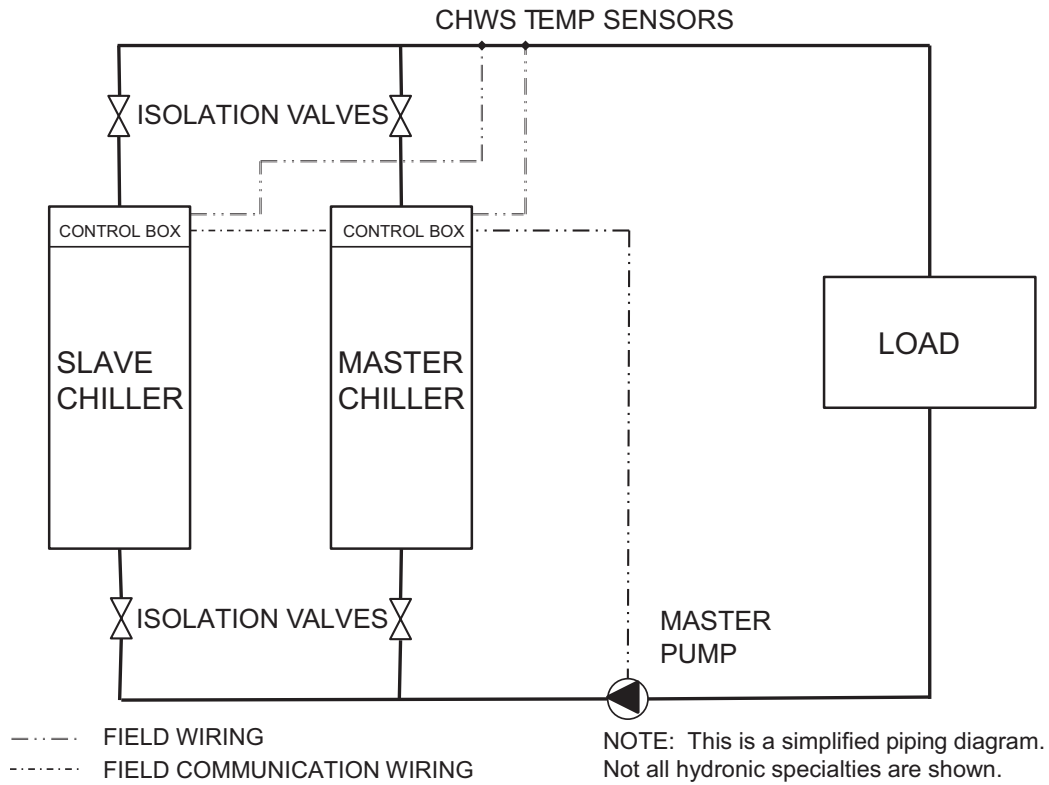 CHWS TEMP SENSORS
ISOLATION VALVES
CONTROL BOX
CONTROL BOX
SLAVE
CHILLER
MASTER
CHILLER
LOAD
ISOLATION VALVES
MASTER
PUMP
FIELD WIRING
FIELD COMMUNICATION WIRING
NOTE: This is a simplified piping diagram.
Not all hydronic specialties are shown.